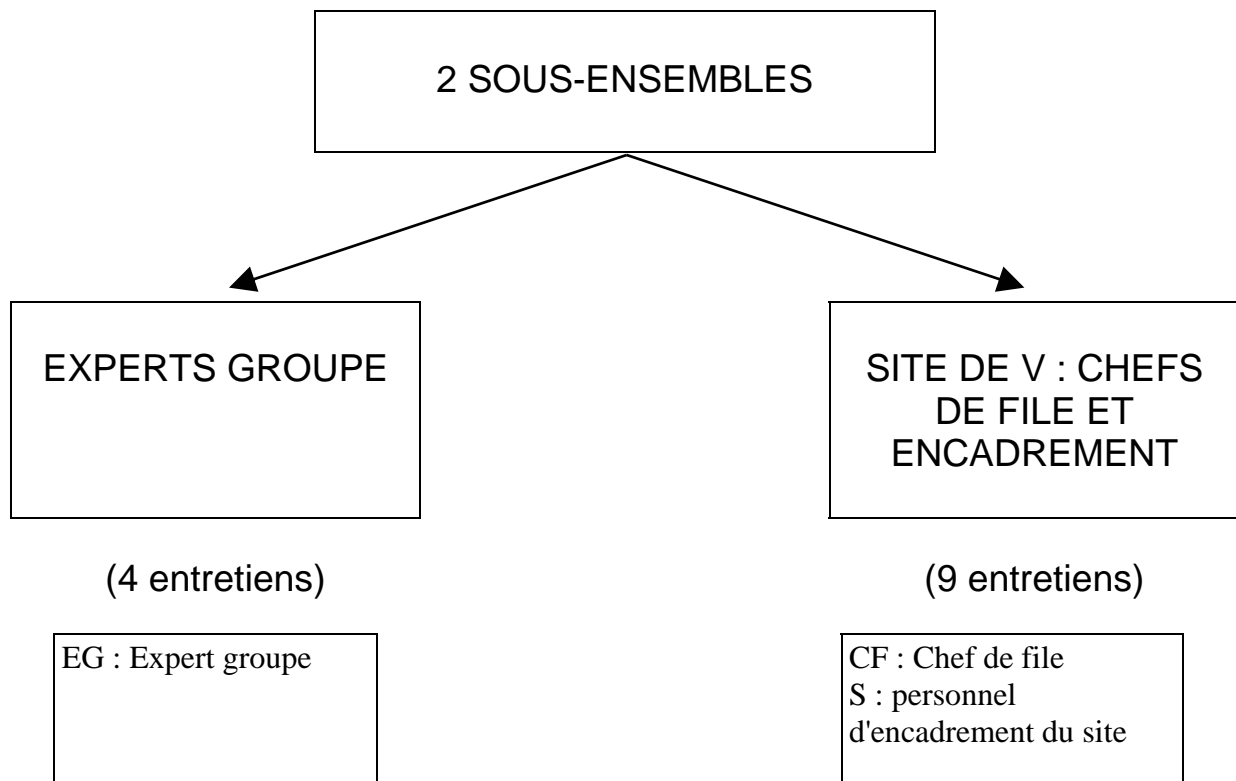 2 SOUS-ENSEMBLES
EXPERTS GROUPE
SITE DE V : CHEFS
DE FILE ET
ENCADREMENT
(4 entretiens)
(9 entretiens)
EG : Expert groupe
CF : Chef de file
S : personnel
d'encadrement du site